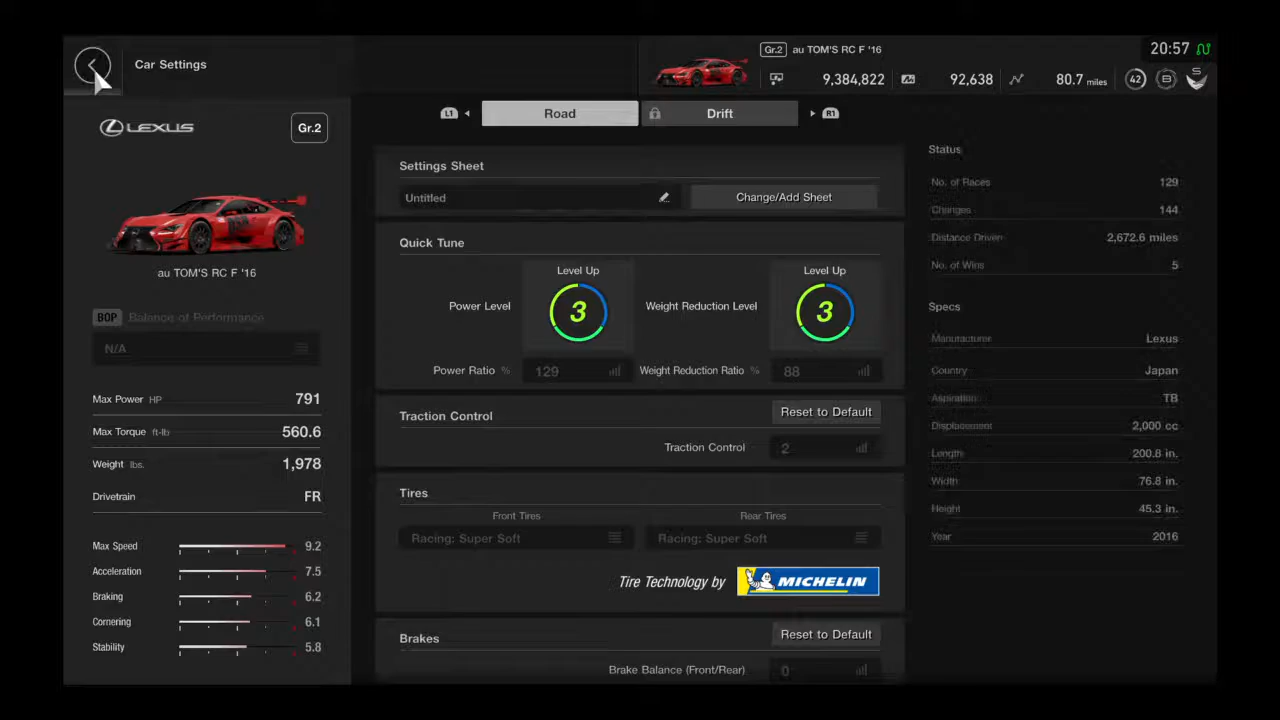 Car Settings
Gr.2 au TOM'S RC F '16
20:57
9,384,822
92,638
80.7 miles
42
B
S
LEXUS
Gr.2
au TOM'S RC F '16
BOP Balance of Performance
N/A
Max Power HP 791
Max Torque ft-lb 560.6
Weight lbs. 1,978
Drivetrain FR
Max Speed 9.2
Acceleration 7.5
Braking 6.2
Cornering 6.1
Stability 5.8
L1 Road Drift R1
Settings Sheet
Untitled Change/Add Sheet
Quick Tune
Level Up Level Up
Power Level 3 Weight Reduction Level 3
Power Ratio % 129 Weight Reduction Ratio % 88
Traction Control Reset to Default
Traction Control 2
Tires
Front Tires Rear Tires
Racing: Super Soft Racing: Super Soft
Tire Technology by MICHELIN
Brakes Reset to Default
Brake Balance (Front/Rear) 0
Status
No. of Races 129
Changes 144
Distance Driven 2,672.6 miles
No. of Wins 5
Specs
Manufacturer Lexus
Country Japan
Aspiration TB
Displacement 2,000 cc
Length 200.8 in.
Width 76.8 in.
Height 45.3 in.
Year 2016